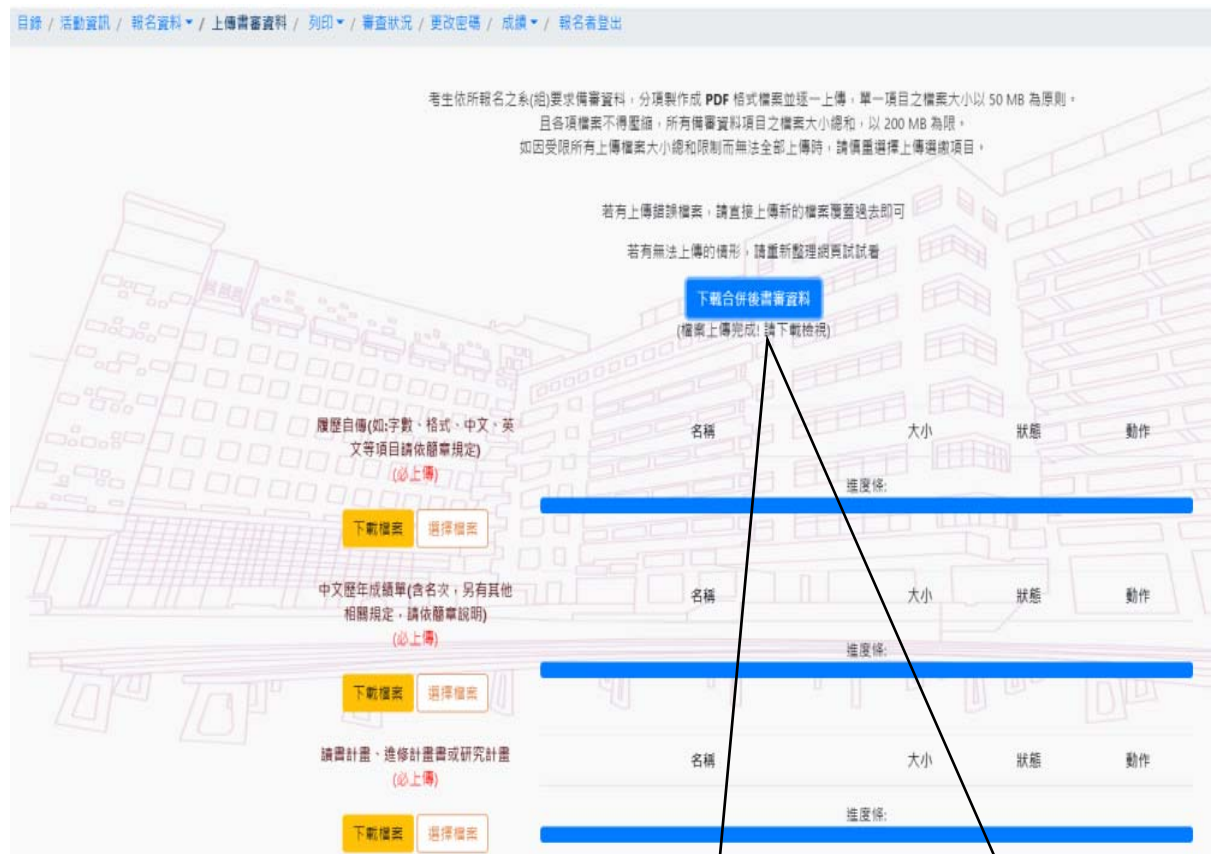 目錄 / 活動資訊 / 報名資料 / 上傳書審資料 / 列印 / 審查狀況 / 更改密碼 / 成績 / 報名者登出
考生依所報名之系(組)要求備審資料，分項製作成 PDF 格式檔案並逐一上傳，單一項目之檔案大小以 50 MB 為原則。
且各項檔案不得壓縮，所有備審資料項目之檔案大小總和，以 200 MB 為限。
如因受限所有上傳檔案大小總和限制而無法全部上傳時，請慎重選擇上傳選繳項目。
若有上傳錯誤檔案，請直接上傳新的檔案覆蓋過去即可
若有無法上傳的情形，請重新整理網頁試試看
下載合併後書審資料
(檔案上傳完成! 請下載檢視)
履歷自傳(如:字數、格式、中文、英
文等項目請依簡章規定)
(必上傳)
名稱 大小 狀態 動作
進度條:
下載檔案 選擇檔案
中文歷年成績單(含名次，另有其他
相關規定，請依簡章說明)
(必上傳)
名稱 大小 狀態 動作
進度條:
下載檔案 選擇檔案
讀書計畫、進修計畫書或研究計畫
(必上傳)
名稱 大小 狀態 動作
進度條:
下載檔案 選擇檔案